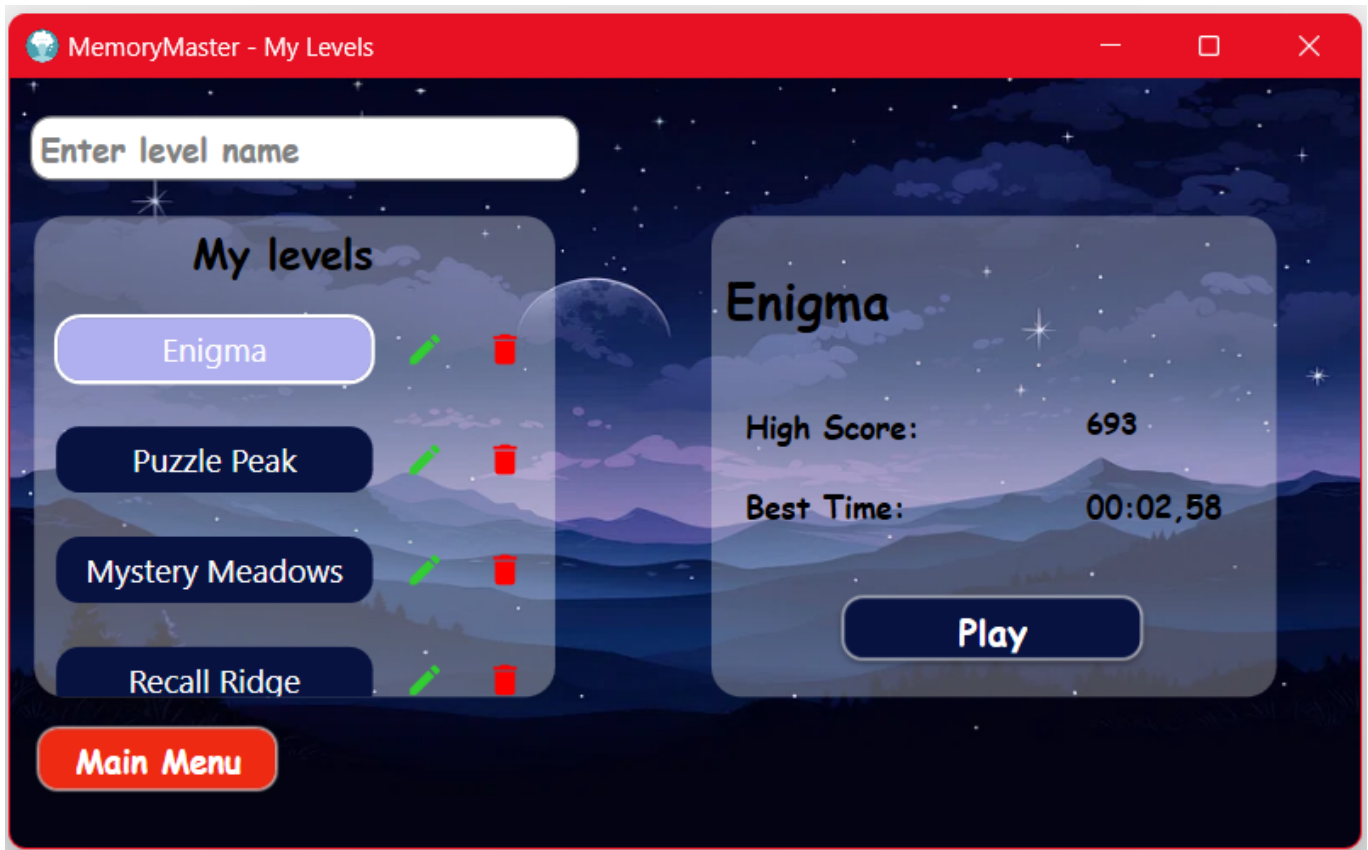 MemoryMaster - My Levels
Enter level name
My levels
Enigma
Puzzle Peak
Mystery Meadows
Recall Ridge
Enigma
High Score: 693
Best Time: 00:02,58
Play
Main Menu